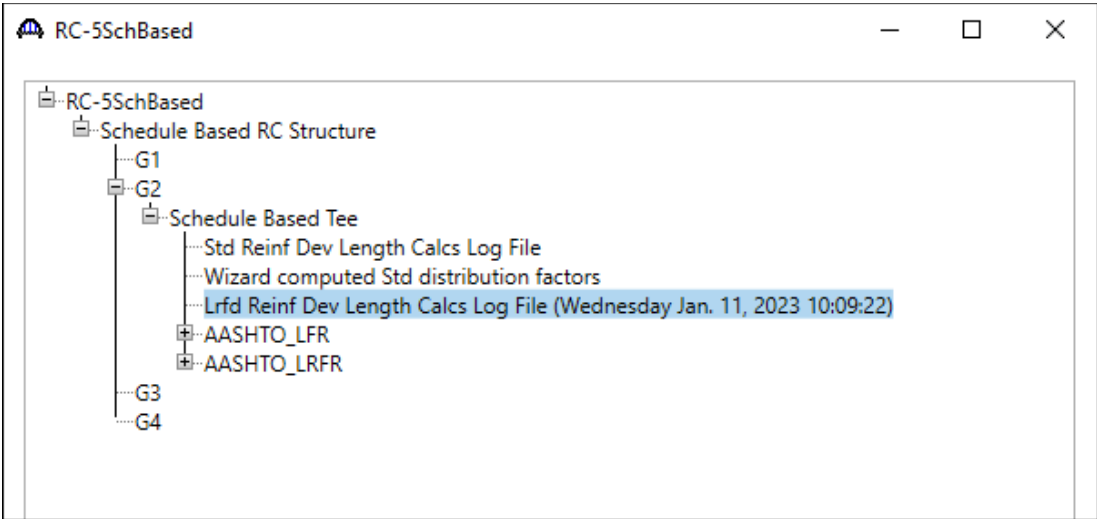 RC-5SchBased
RC-5SchBased
Schedule Based RC Structure
G1
G2
Schedule Based Tee
Std Reinf Dev Length Calcs Log File
Wizard computed Std distribution factors
Lrfd Reinf Dev Length Calcs Log File (Wednesday Jan. 11, 2023 10:09:22)
AASHTO_LFR
AASHTO_LRFR
G3
G4